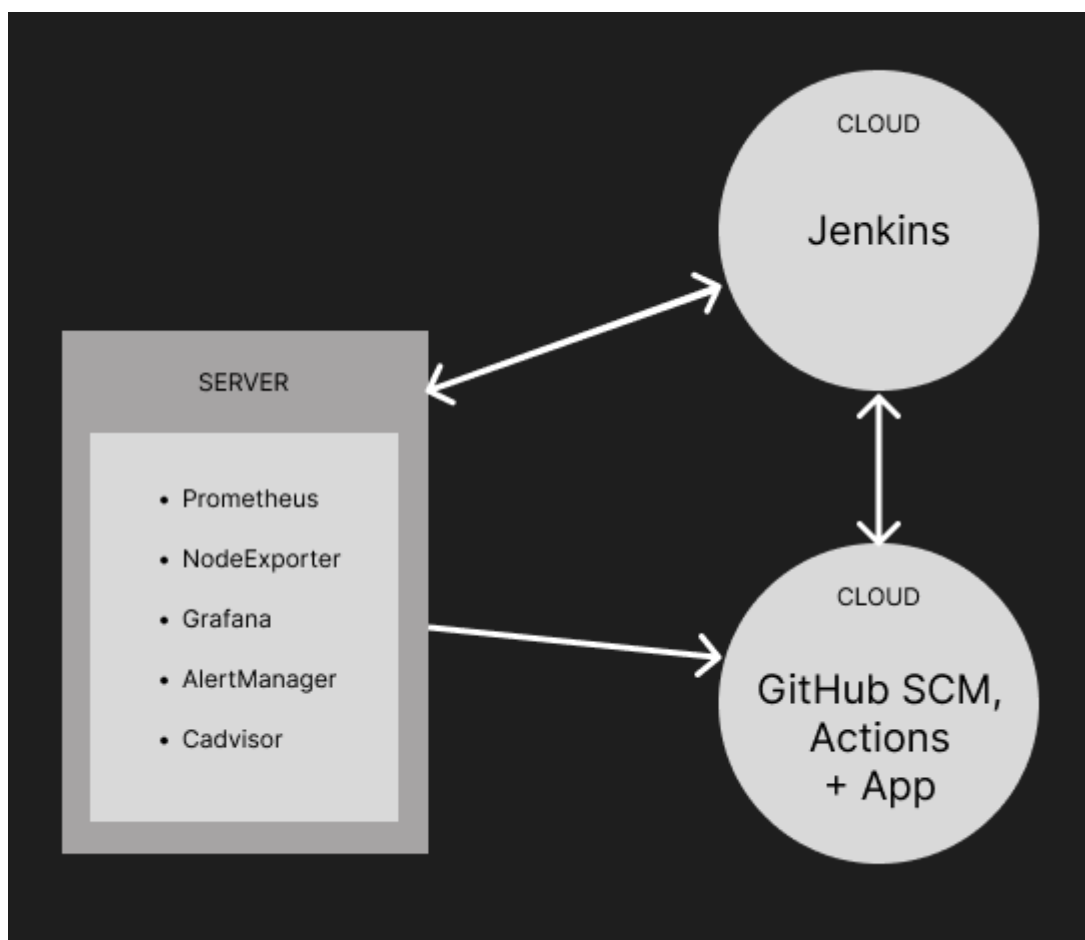 CLOUD
Jenkins
SERVER
• Prometheus
• NodeExporter
• Grafana
• AlertManager
• Cadvisor
CLOUD
GitHub SCM,
Actions
+ App